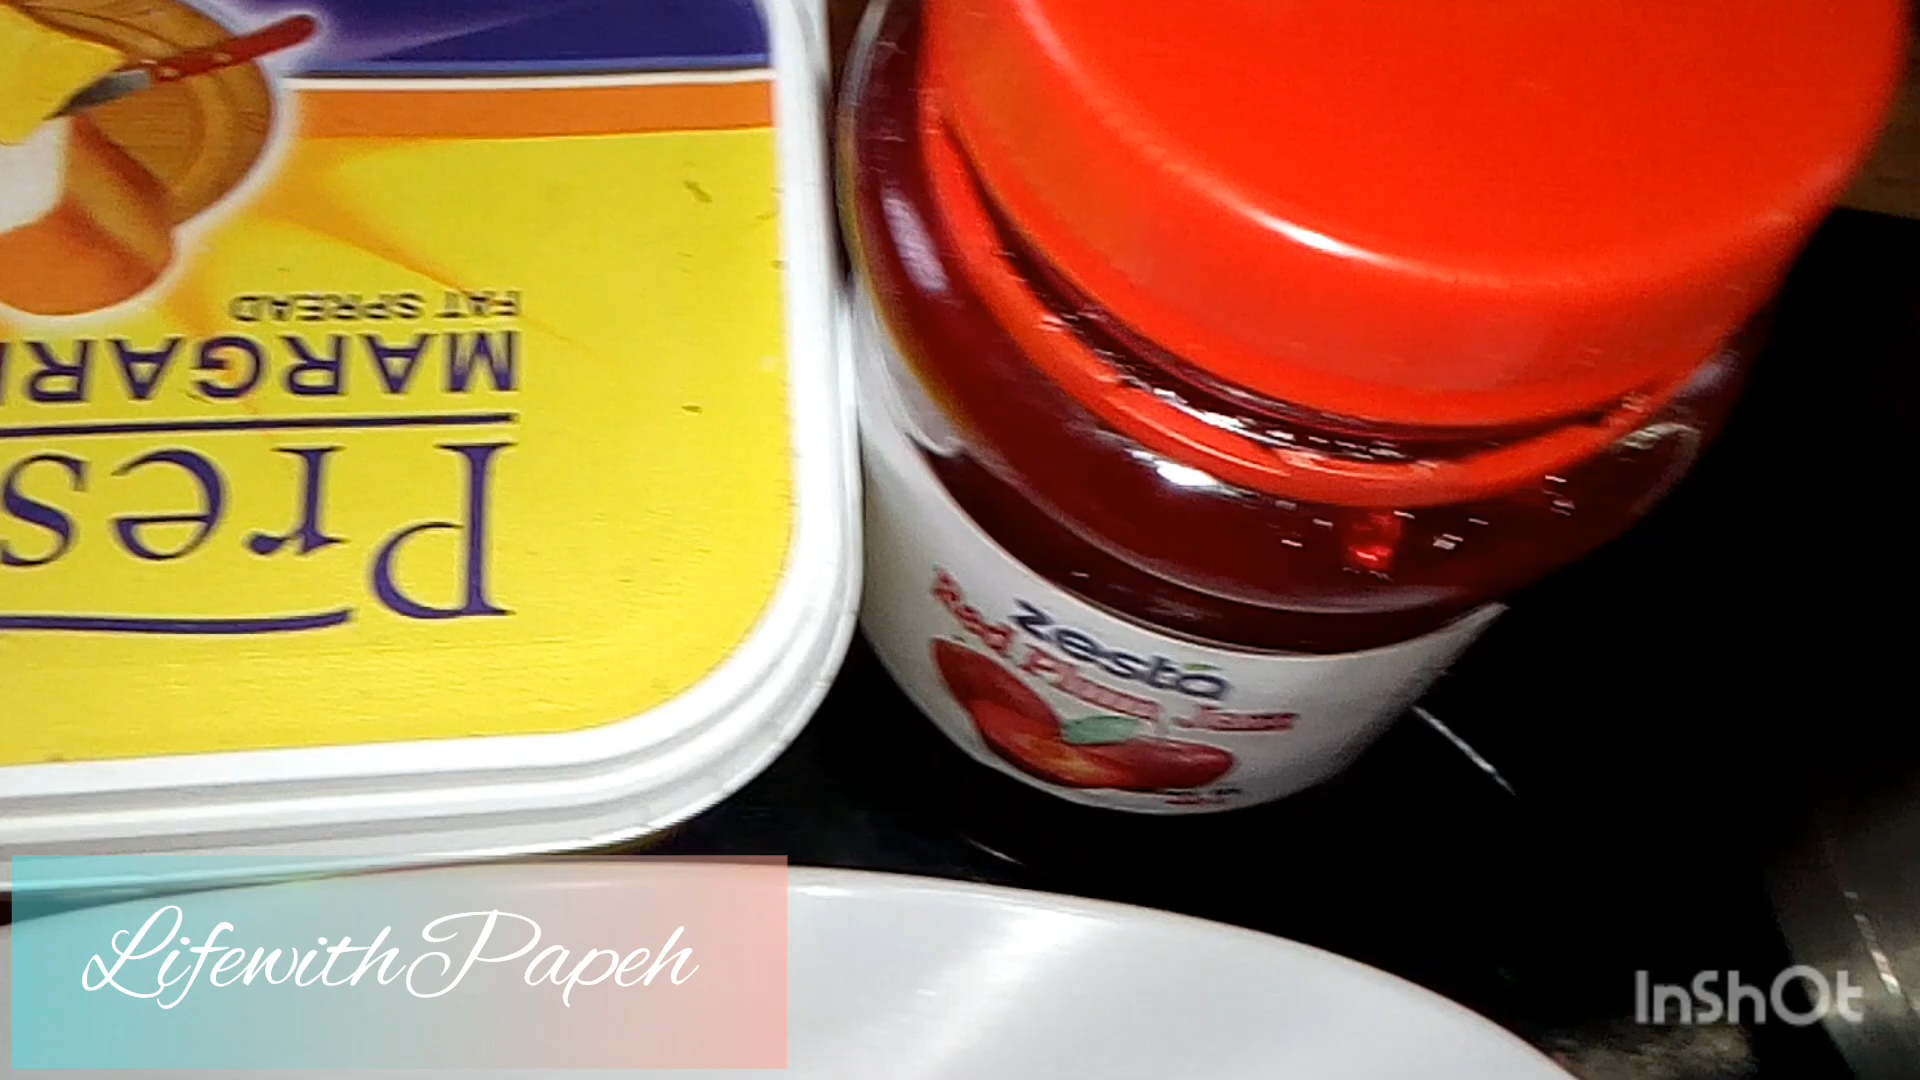 Pres
MARGARI
FAT SPREAD
zesta
Red Plum Jam
LifewithPapeh
InShOt